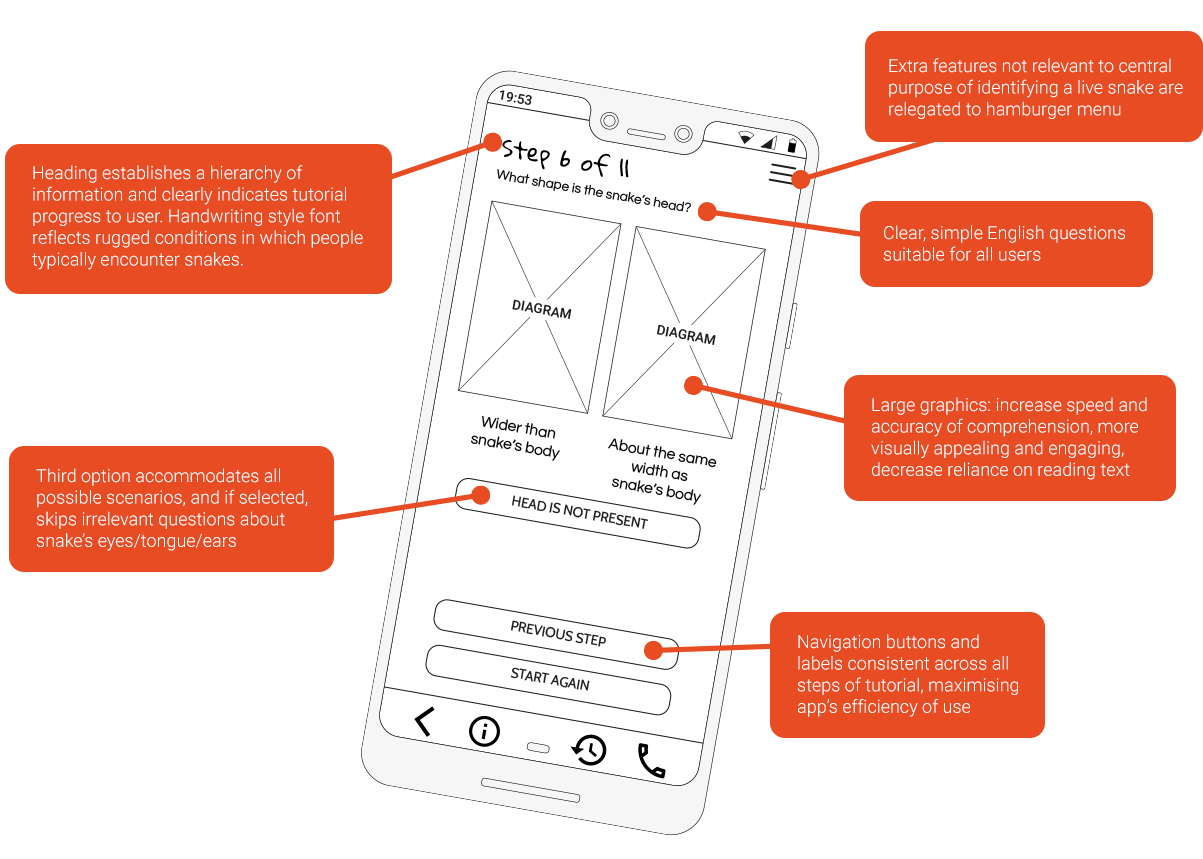 19:53
Step 6 of 11
What shape is the snake's head?
DIAGRAM
DIAGRAM
Wider than
snake's body
About the same
width as
snake's body
HEAD IS NOT PRESENT
PREVIOUS STEP
START AGAIN
Heading establishes a hierarchy of
information and clearly indicates tutorial
progress to user. Handwriting style font
reflects rugged conditions in which people
typically encounter snakes.
Third option accommodates all
possible scenarios, and if selected,
skips irrelevant questions about
snake's eyes/tongue/ears
Extra features not relevant to central
purpose of identifying a live snake are
relegated to hamburger menu
Clear, simple English questions
suitable for all users
Large graphics: increase speed and
accuracy of comprehension, more
visually appealing and engaging,
decrease reliance on reading text
Navigation buttons and
labels consistent across all
steps of tutorial, maximising
app's efficiency of use